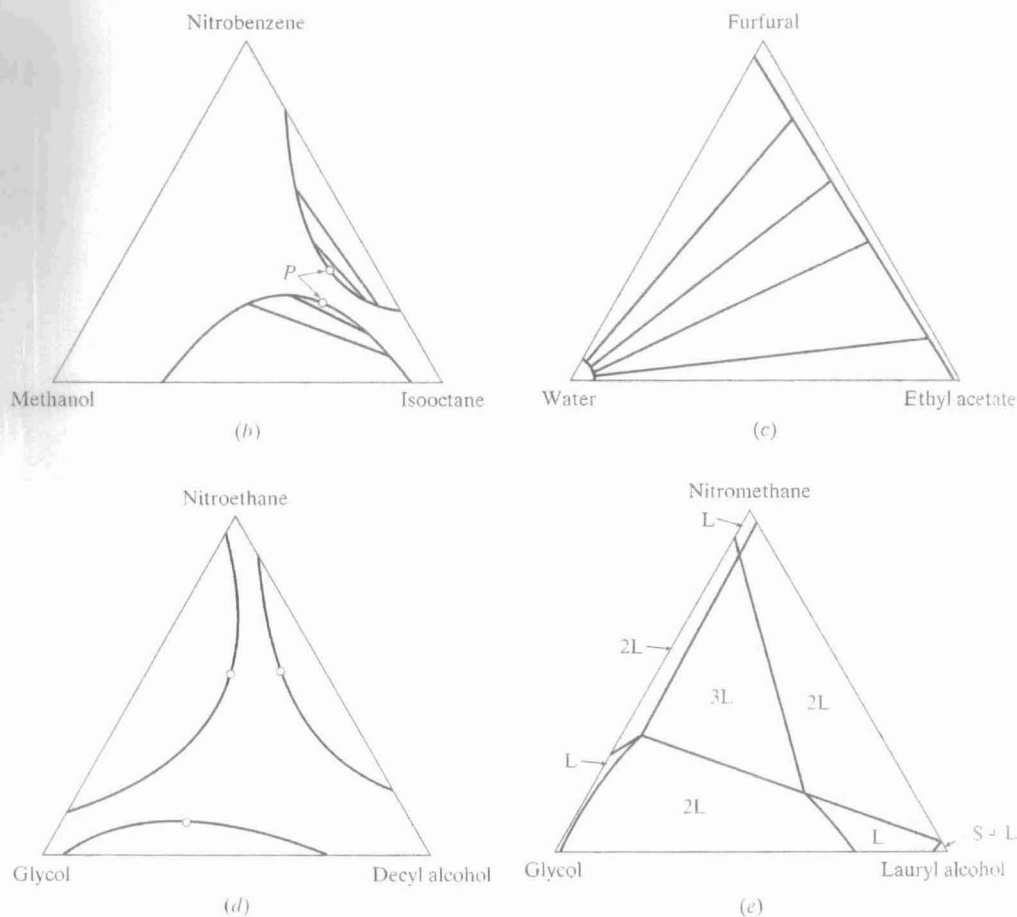 Nitrobenzene
P
Methanol
Isooctane
(b)
Furfural
Water
Ethyl acetate
(c)
Nitroethane
Glycol
Decyl alcohol
(d)
Nitromethane
L
2L
3L
2L
L
2L
L
S + L
Glycol
Lauryl alcohol
(e)